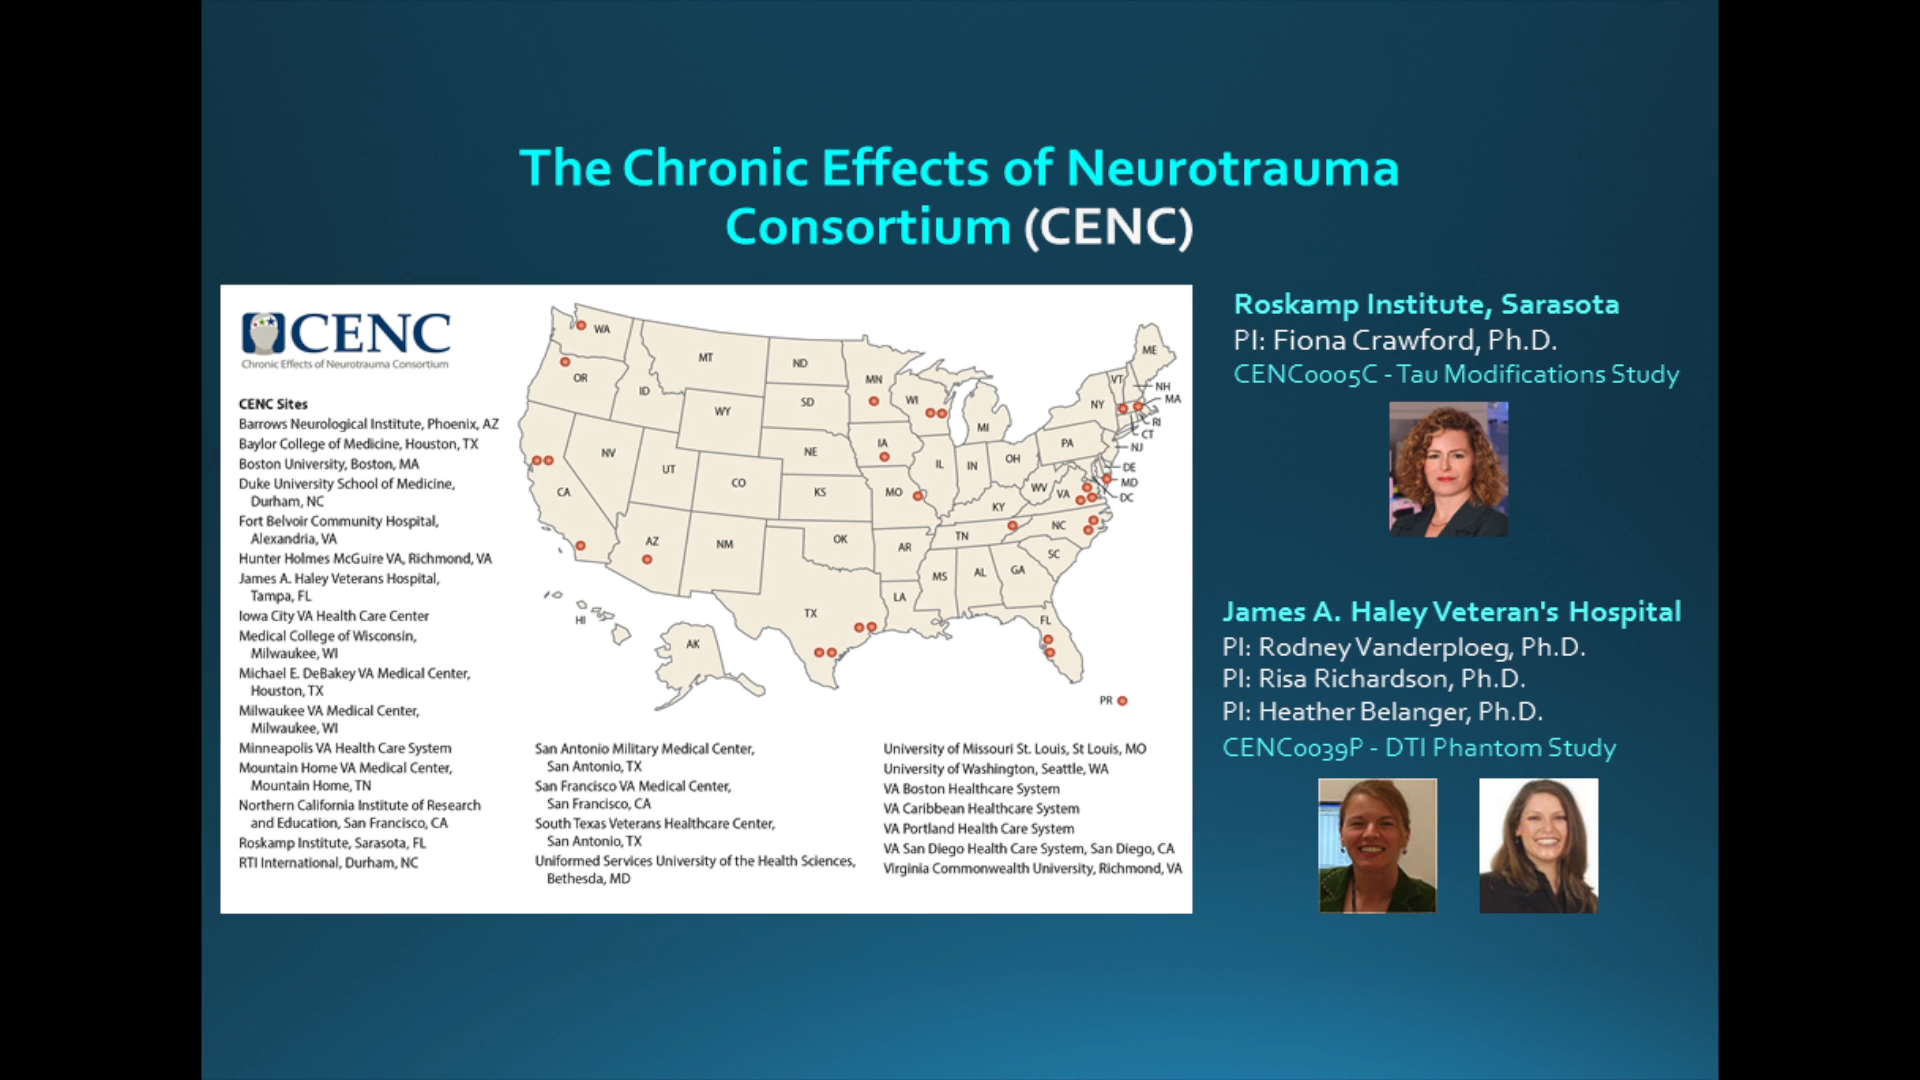 The Chronic Effects of Neurotrauma
Consortium (CENC)
CENC
Chronic Effects of Neurotrauma Consortium
CENC Sites
Barrows Neurological Institute, Phoenix, AZ
Baylor College of Medicine, Houston, TX
Boston University, Boston, MA
Duke University School of Medicine,
Durham, NC
Fort Belvoir Community Hospital,
Alexandria, VA
Hunter Holmes McGuire VA, Richmond, VA
James A. Haley Veterans Hospital,
Tampa, FL
Iowa City VA Health Care Center
Medical College of Wisconsin,
Milwaukee, WI
Michael E. DeBakey VA Medical Center,
Houston, TX
Milwaukee VA Medical Center,
Milwaukee, WI
Minneapolis VA Health Care System
Mountain Home VA Medical Center,
Mountain Home, TN
Northern California Institute of Research
and Education, San Francisco, CA
Roskamp Institute, Sarasota, FL
RTI International, Durham, NC
San Antonio Military Medical Center,
San Antonio, TX
San Francisco VA Medical Center,
San Francisco, CA
South Texas Veterans Healthcare Center,
San Antonio, TX
Uniformed Services University of the Health Sciences,
Bethesda, MD
University of Missouri St. Louis, St Louis, MO
University of Washington, Seattle, WA
VA Boston Healthcare System
VA Caribbean Healthcare System
VA Portland Health Care System
VA San Diego Health Care System, San Diego, CA
Virginia Commonwealth University, Richmond, VA
WA
OR
CA
ID
NV
MT
WY
UT
AZ
CO
NM
ND
SD
NE
KS
OK
TX
MN
IA
MO
AR
LA
WI
IL
IN
MI
OH
KY
TN
MS
AL
GA
FL
SC
NC
VA
WV
PA
NY
VT
ME
NH
MA
RI
CT
NJ
DE
MD
DC
HI
AK
PR
Roskamp Institute, Sarasota
PI: Fiona Crawford, Ph.D.
CENC0005C - Tau Modifications Study
James A. Haley Veteran's Hospital
PI: Rodney Vanderploeg, Ph.D.
PI: Risa Richardson, Ph.D.
PI: Heather Belanger, Ph.D.
CENC0039P - DTI Phantom Study